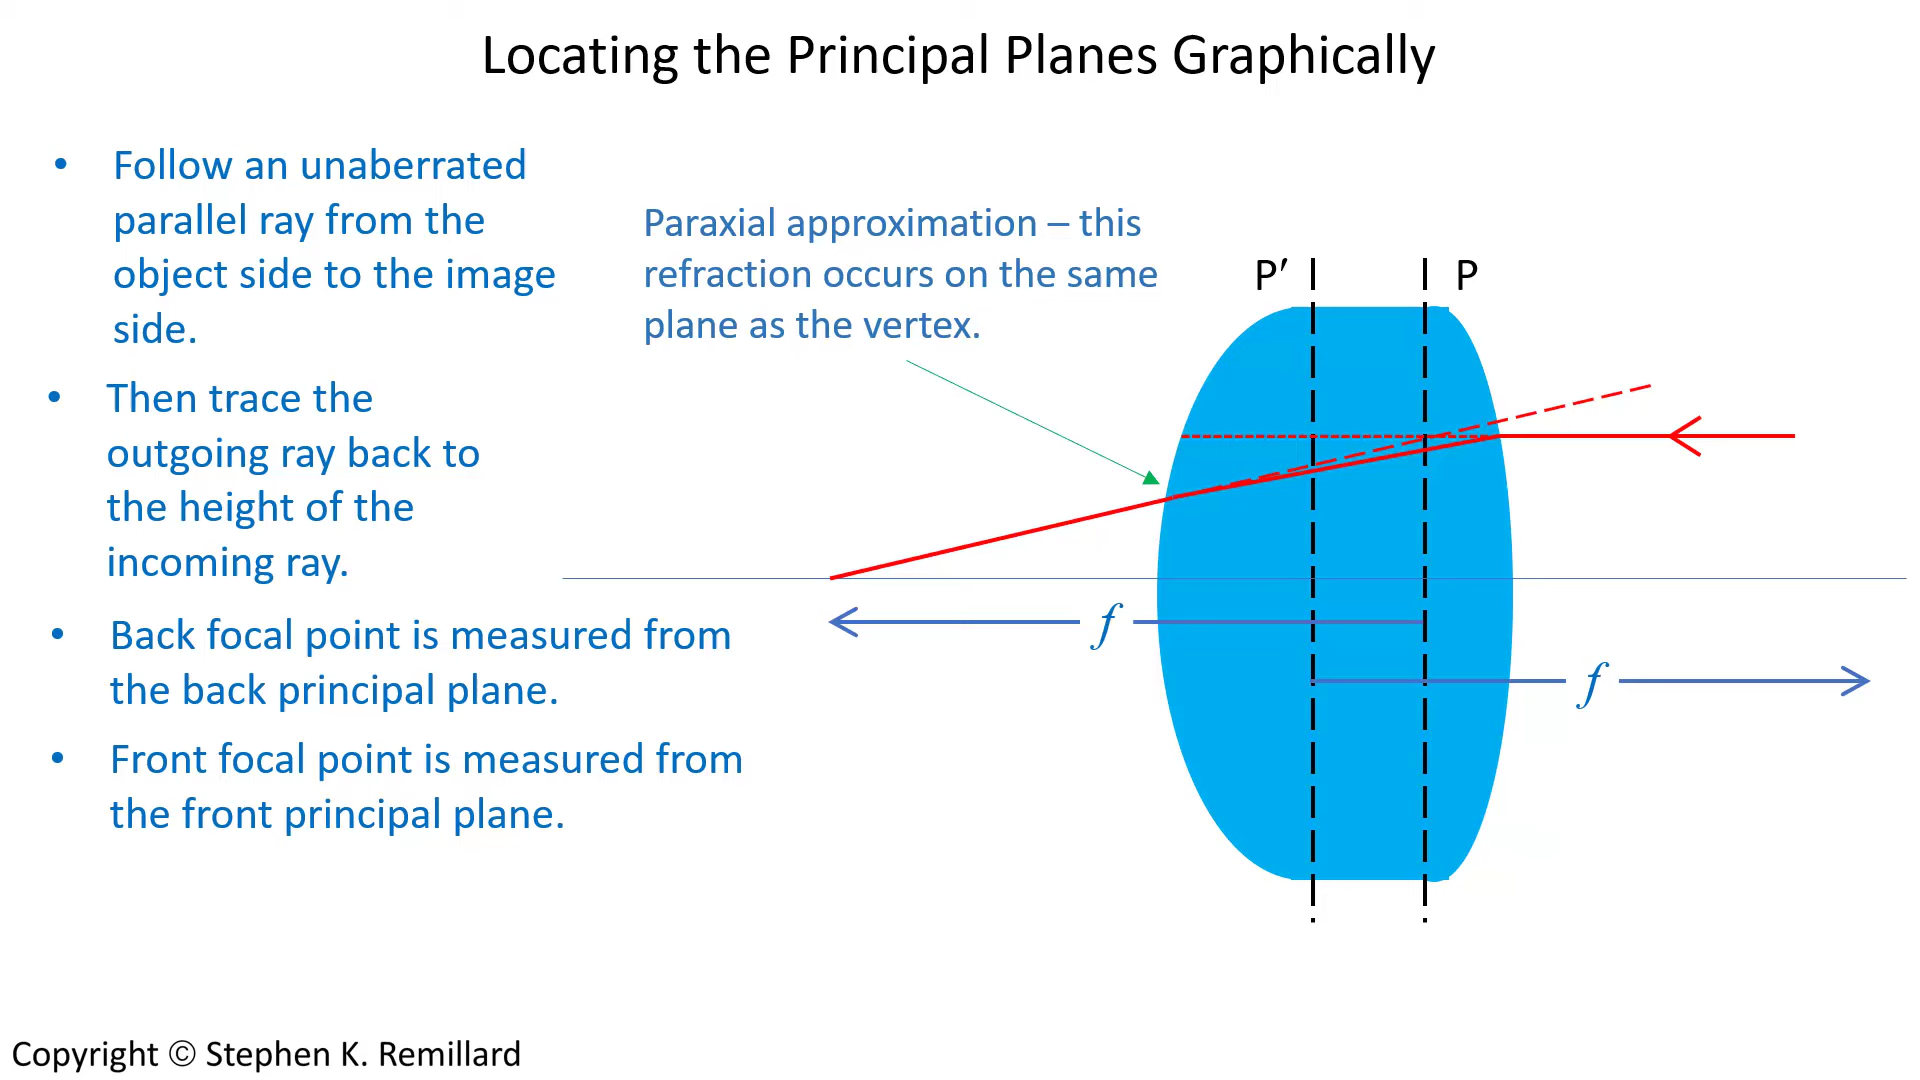 Locating the Principal Planes Graphically
• Follow an unaberrated
parallel ray from the
object side to the image
side.
• Then trace the
outgoing ray back to
the height of the
incoming ray.
• Back focal point is measured from
the back principal plane.
• Front focal point is measured from
the front principal plane.
Paraxial approximation – this
refraction occurs on the same
plane as the vertex.
P′ P
f
f
Copyright © Stephen K. Remillard